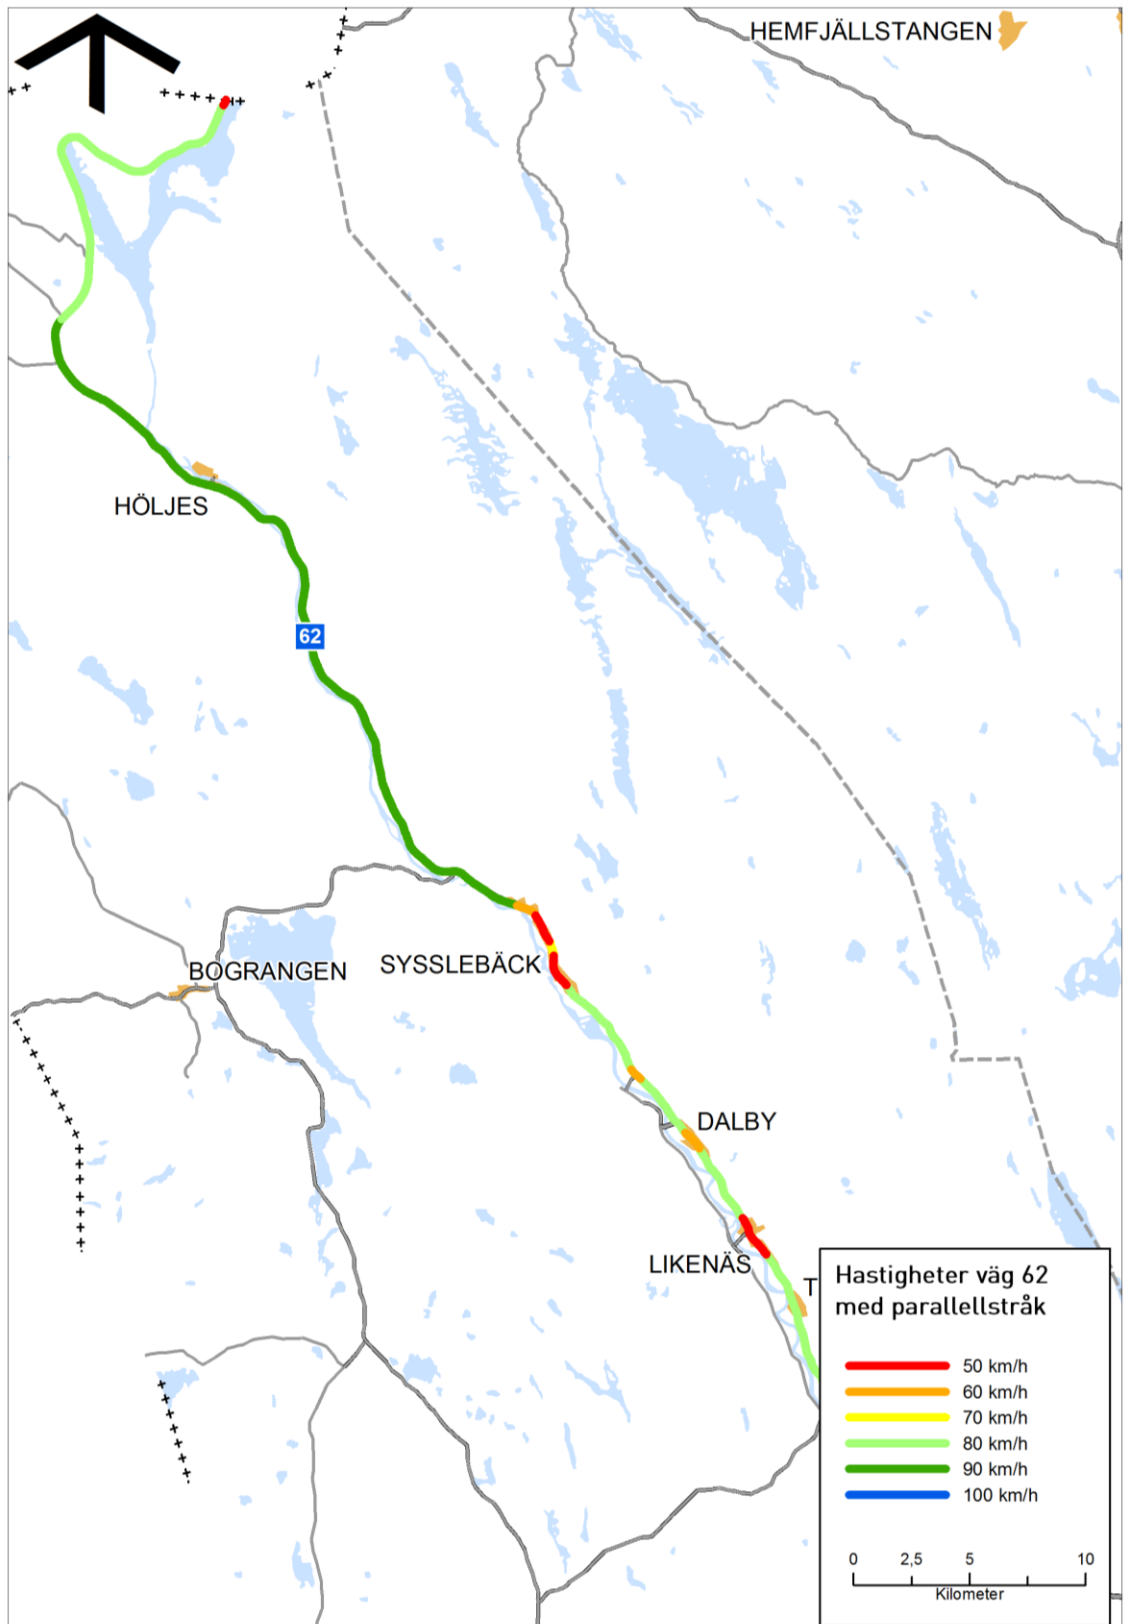 HEMFJÄLLSTANGEN
HÖLJES
62
BOGRANGEN
SYSSLEBÄCK
DALBY
LIKENÄS
T
Hastigheter väg 62
med parallellstråk
50 km/h
60 km/h
70 km/h
80 km/h
90 km/h
100 km/h
0 2,5 5 10
Kilometer